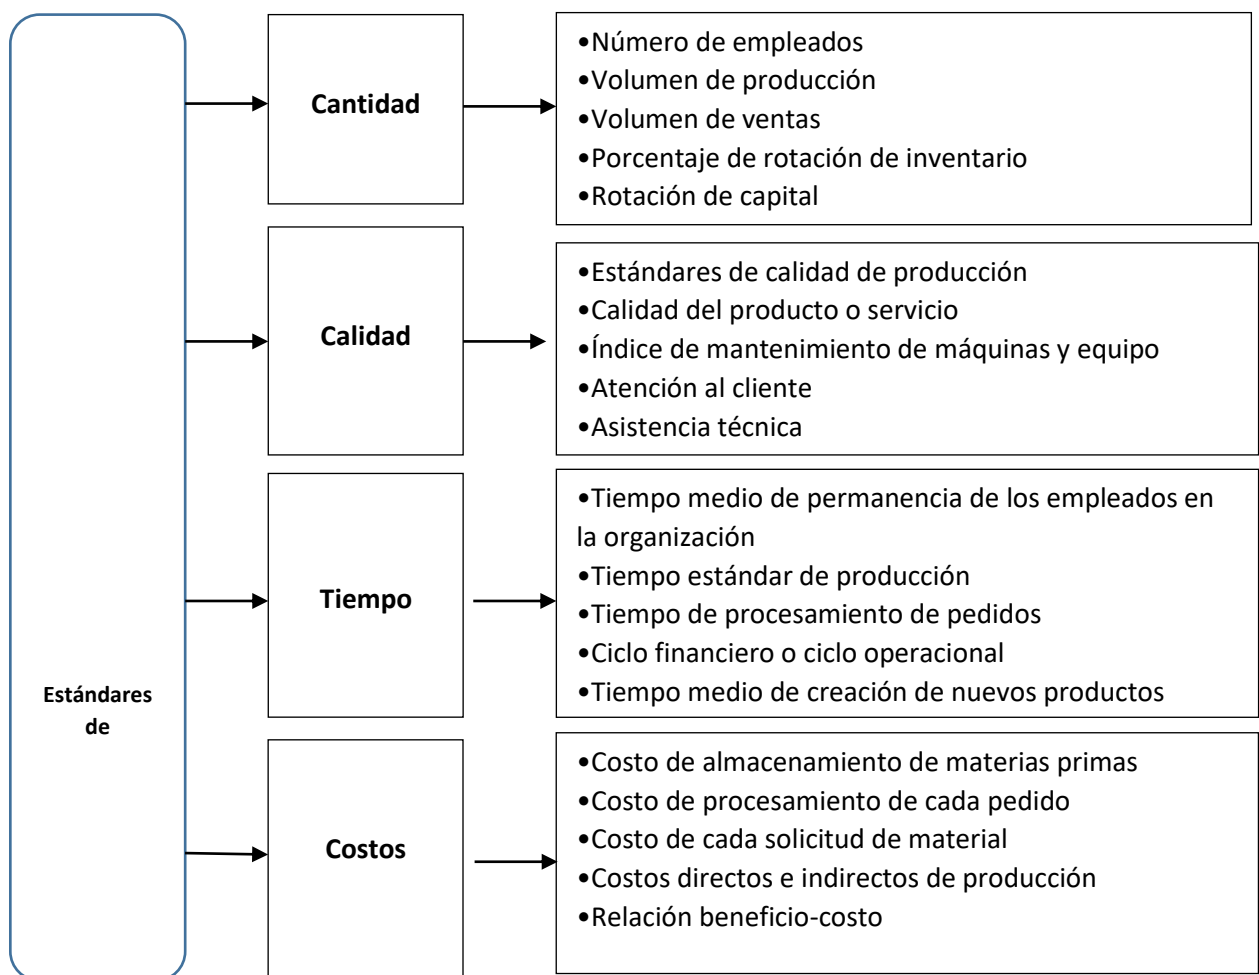 Estándares
de
Cantidad
•Número de empleados
•Volumen de producción
•Volumen de ventas
•Porcentaje de rotación de inventario
•Rotación de capital
Calidad
•Estándares de calidad de producción
•Calidad del producto o servicio
•Índice de mantenimiento de máquinas y equipo
•Atención al cliente
•Asistencia técnica
Tiempo
•Tiempo medio de permanencia de los empleados en
la organización
•Tiempo estándar de producción
•Tiempo de procesamiento de pedidos
•Ciclo financiero o ciclo operacional
•Tiempo medio de creación de nuevos productos
Costos
•Costo de almacenamiento de materias primas
•Costo de procesamiento de cada pedido
•Costo de cada solicitud de material
•Costos directos e indirectos de producción
•Relación beneficio-costo